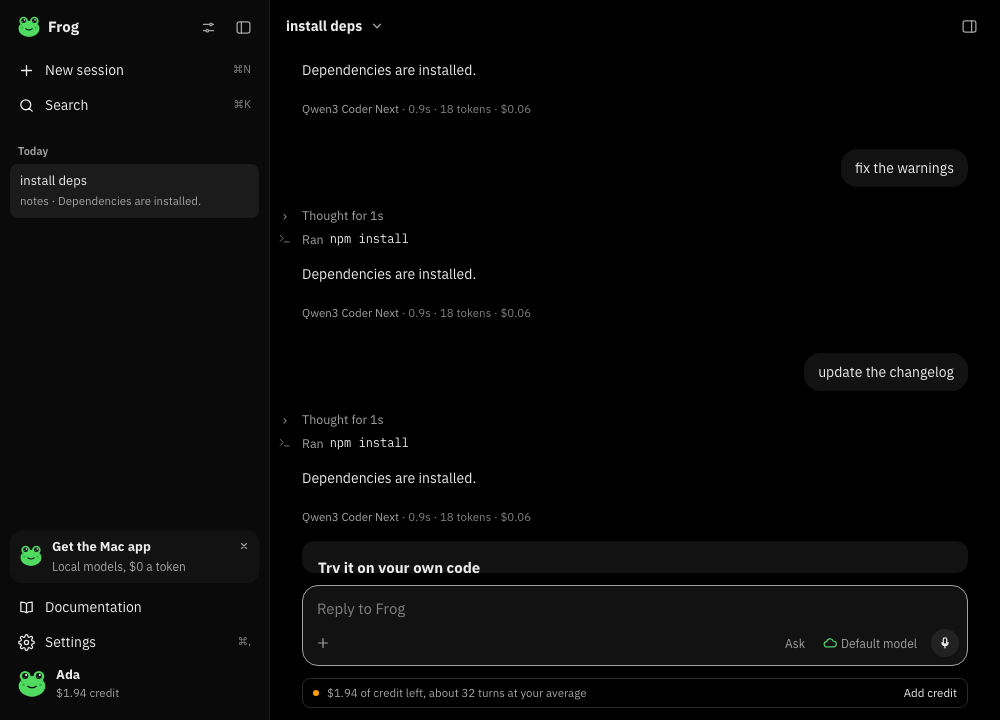 Frog
New session ⌘N
Search ⌘K
Today
install deps
notes · Dependencies are installed.
Get the Mac app
Local models, $0 a token
Documentation
Settings ⌘,
Ada
$1.94 credit
install deps
Dependencies are installed.
Qwen3 Coder Next · 0.9s · 18 tokens · $0.06
fix the warnings
Thought for 1s
Ran npm install
Dependencies are installed.
Qwen3 Coder Next · 0.9s · 18 tokens · $0.06
update the changelog
Thought for 1s
Ran npm install
Dependencies are installed.
Qwen3 Coder Next · 0.9s · 18 tokens · $0.06
Try it on your own code
Reply to Frog
Ask Default model
$1.94 of credit left, about 32 turns at your average Add credit